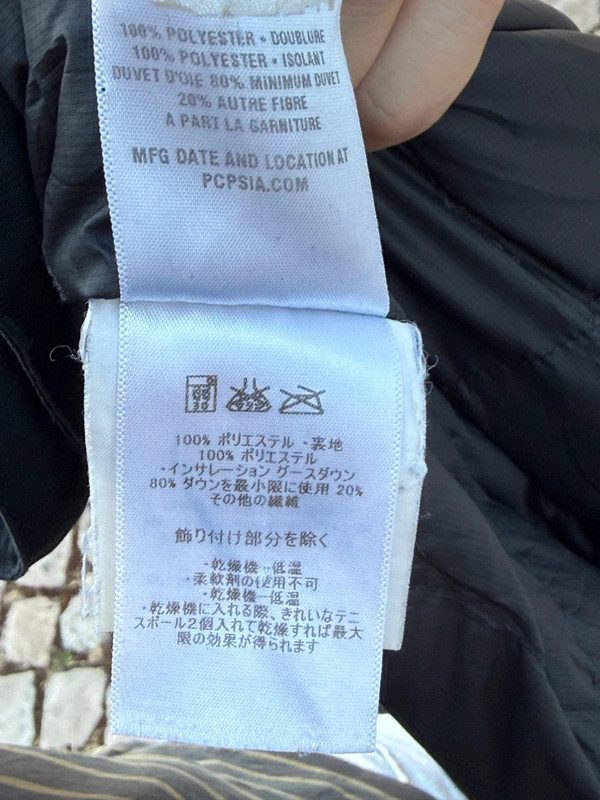 100% POLYESTER • DOUBLURE
100% POLYESTER • ISOLANT
DUVET D'OIE 80% MINIMUM DUVET
20% AUTRE FIBRE
A PART LA GARNITURE
MFG DATE AND LOCATION AT
PCPSIA.COM
100% ポリエステル ・裏地
100% ポリエステル
・インサレーション グースダウン
80% ダウンを最小限に使用 20%
その他の繊維
飾り付け部分を除く
・乾燥機--低温
・柔軟剤の使用不可
・乾燥機--低温
・乾燥機に入れる際、きれいなテニ
スボール2個入れて乾燥すれば最大
限の効果が得られます